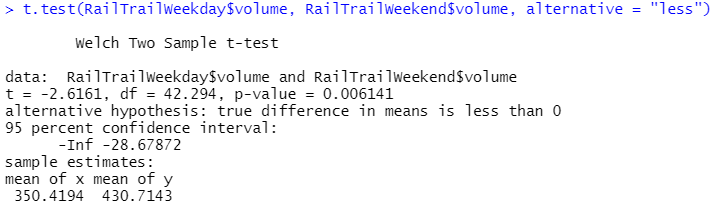 > t.test(RailTrailWeekday$volume, RailTrailWeekend$volume, alternative = "less")
Welch Two Sample t-test
data:  RailTrailWeekday$volume and RailTrailWeekend$volume
t = -2.6161, df = 42.294, p-value = 0.006141
alternative hypothesis: true difference in means is less than 0
95 percent confidence interval:
-Inf -28.67872
sample estimates:
mean of x mean of y
350.4194  430.7143